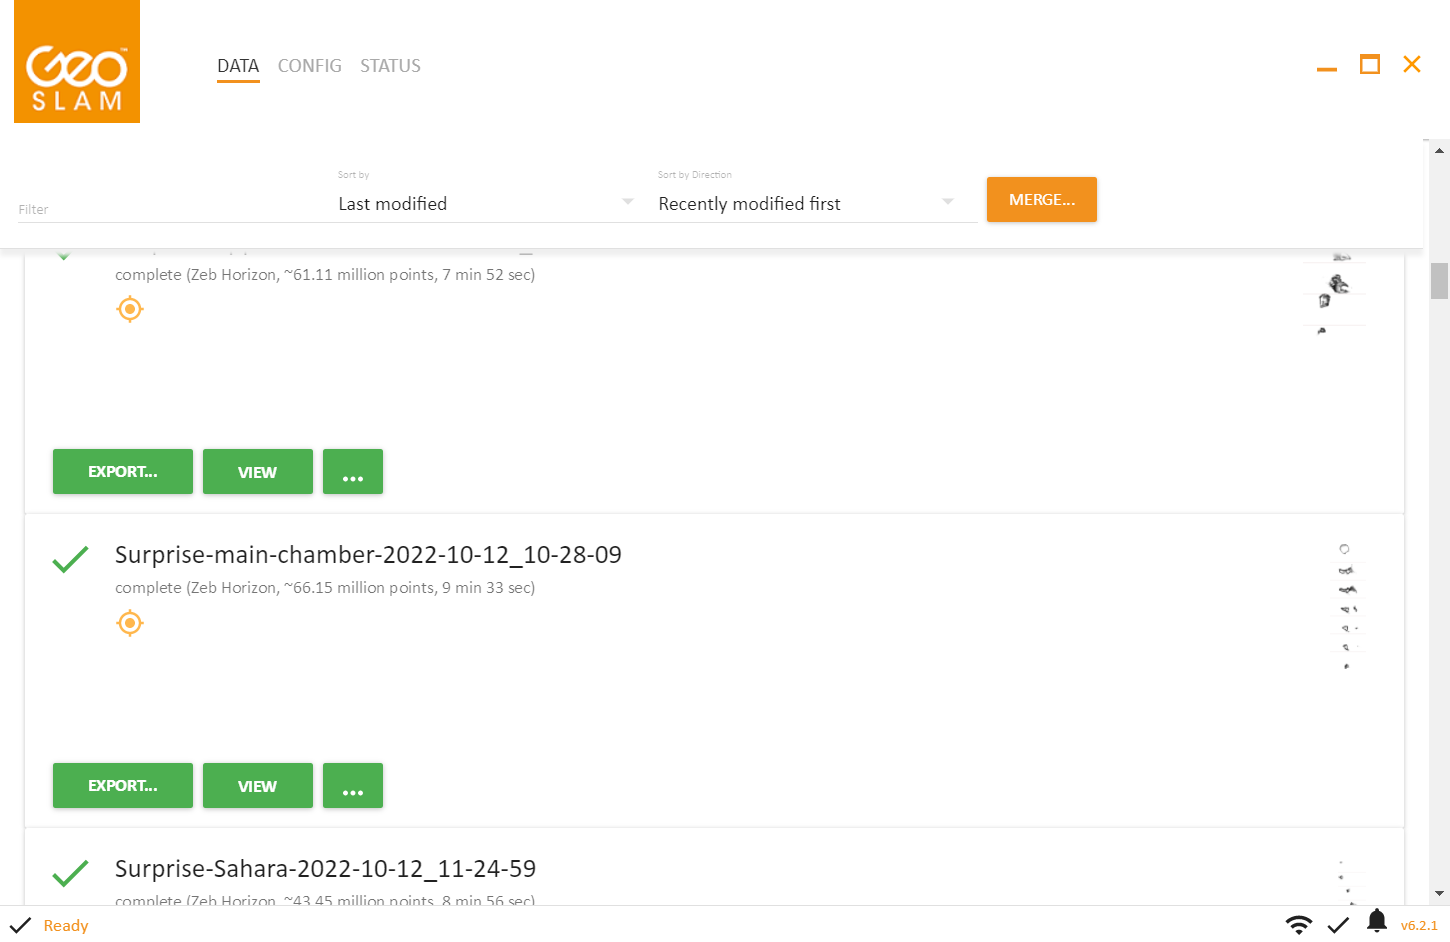 GEO™
SLAM
DATA CONFIG STATUS
Filter
Sort by
Last modified
Sort by Direction
Recently modified first
MERGE...
complete (Zeb Horizon, ~61.11 million points, 7 min 52 sec)
EXPORT... VIEW ...
Surprise-main-chamber-2022-10-12_10-28-09
complete (Zeb Horizon, ~66.15 million points, 9 min 33 sec)
EXPORT... VIEW ...
Surprise-Sahara-2022-10-12_11-24-59
complete (Zeb Horizon, ~43.45 million points, 8 min 56 sec)
Ready
v6.2.1